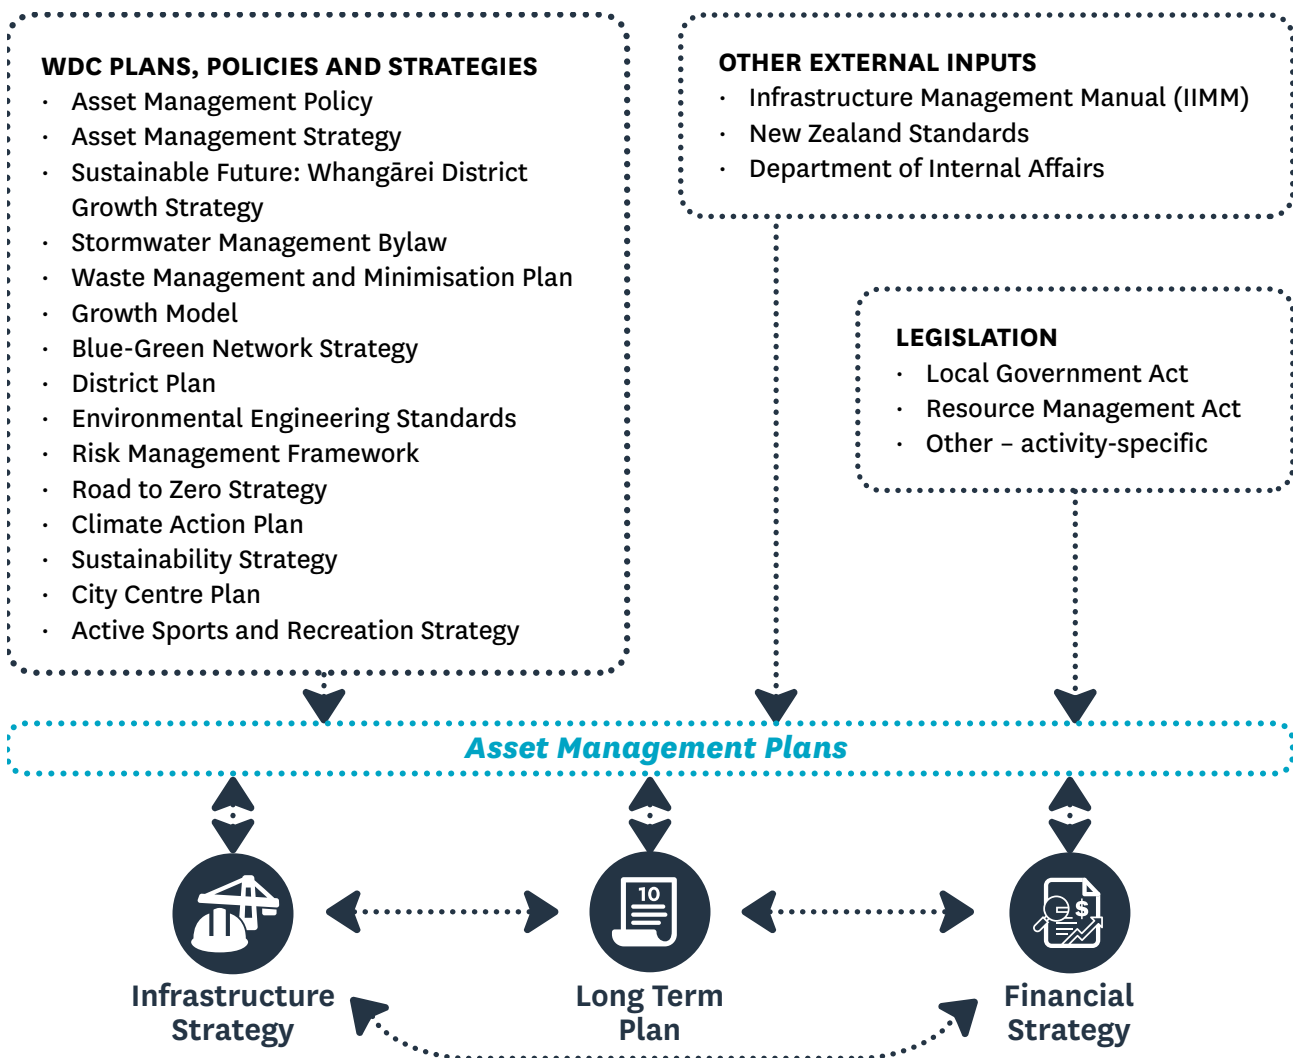 WDC PLANS, POLICIES AND STRATEGIES
· Asset Management Policy
· Asset Management Strategy
· Sustainable Future: Whangārei District
Growth Strategy
· Stormwater Management Bylaw
· Waste Management and Minimisation Plan
· Growth Model
· Blue-Green Network Strategy
· District Plan
· Environmental Engineering Standards
· Risk Management Framework
· Road to Zero Strategy
· Climate Action Plan
· Sustainability Strategy
· City Centre Plan
· Active Sports and Recreation Strategy
OTHER EXTERNAL INPUTS
· Infrastructure Management Manual (IIMM)
· New Zealand Standards
· Department of Internal Affairs
LEGISLATION
· Local Government Act
· Resource Management Act
· Other – activity-specific
Asset Management Plans
10
$
Infrastructure
Strategy
Long Term
Plan
Financial
Strategy